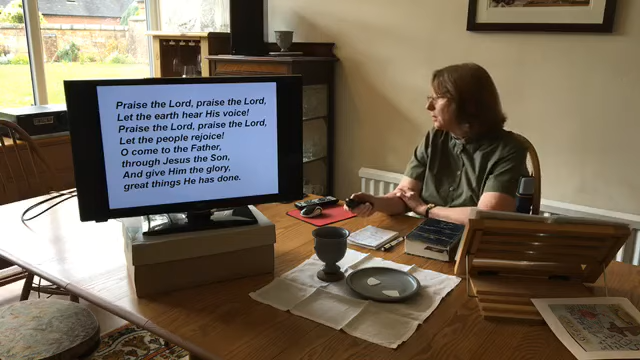 Praise the Lord, praise the Lord,
Let the earth hear His voice!
Praise the Lord, praise the Lord,
Let the people rejoice!
O come to the Father,
through Jesus the Son,
And give Him the glory,
great things He has done.